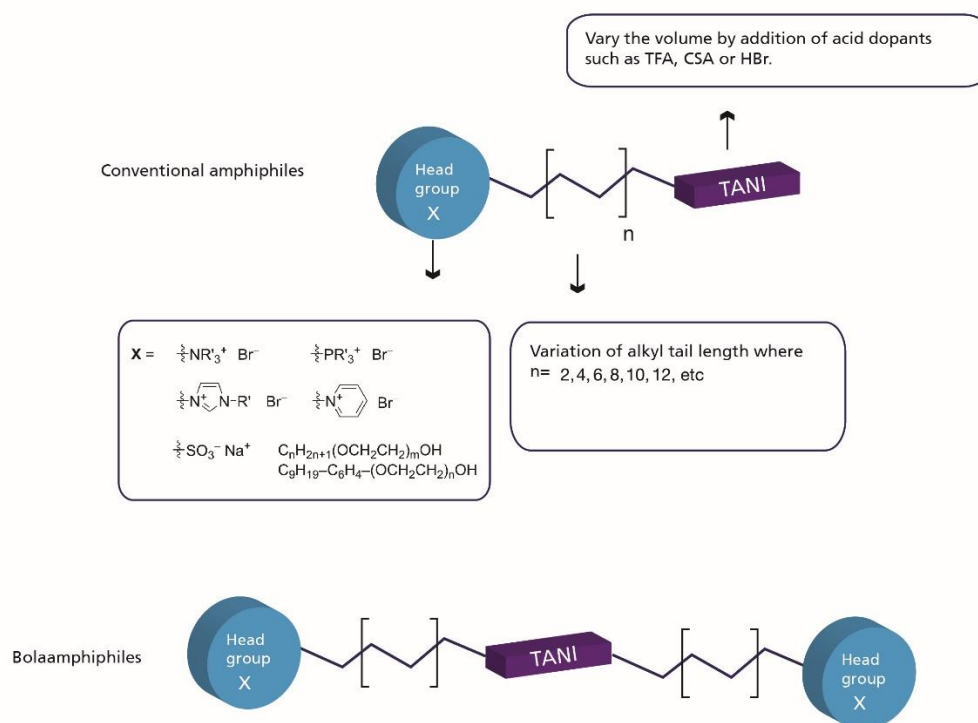 Vary the volume by addition of acid dopants
such as TFA, CSA or HBr.
Conventional amphiphiles
Head
group
X
TANI
n
X = NR'₃⁺ Br⁻ PR'₃⁺ Br⁻
N⁺ N–R' Br⁻ N⁺ Br
SO₃⁻ Na⁺ CₙH₂ₙ₊₁(OCH₂CH₂)ₘOH
C₉H₁₉–C₆H₄–(OCH₂CH₂)ₙOH
Variation of alkyl tail length where
n= 2, 4, 6, 8, 10, 12, etc
Bolaamphiphiles
Head
group
X
TANI
Head
group
X